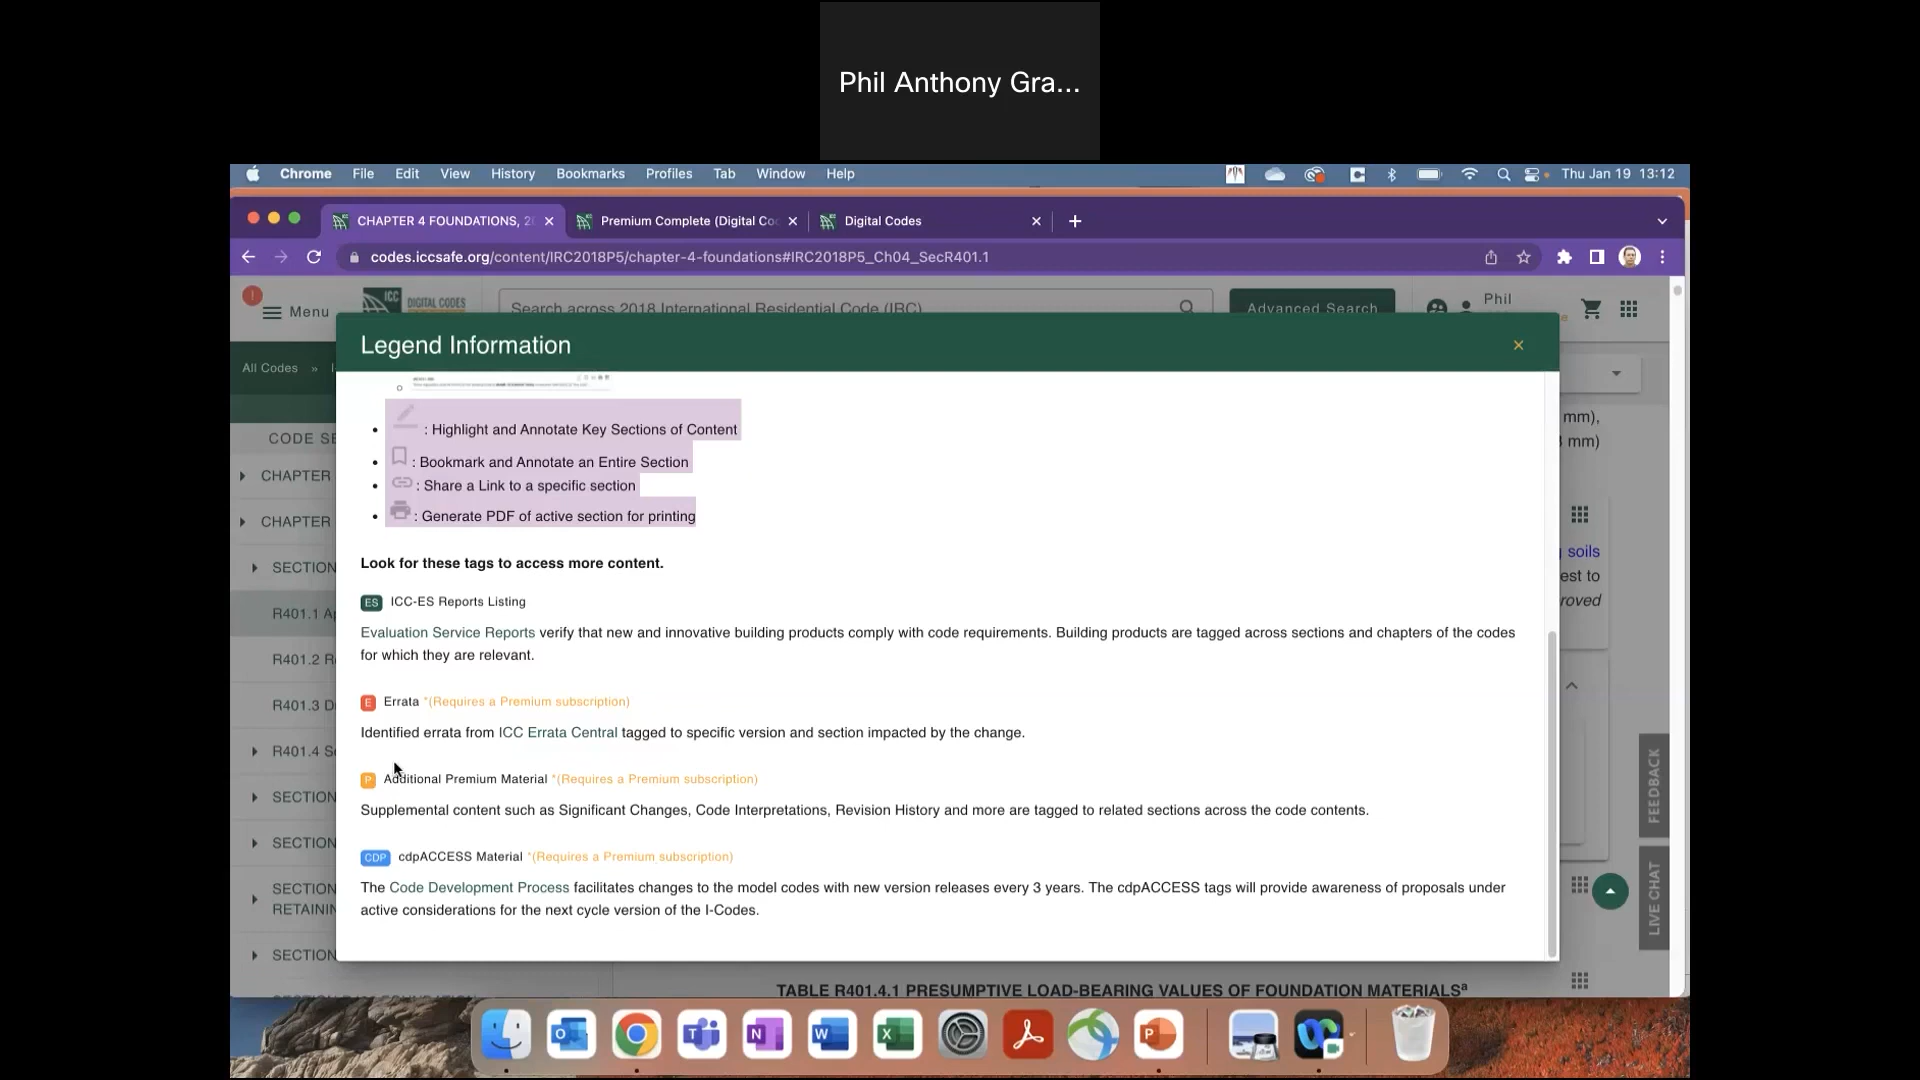 Phil Anthony Gra...
Chrome File Edit View History Bookmarks Profiles Tab Window Help Thu Jan 19 13:12
CHAPTER 4 FOUNDATIONS, 2 Premium Complete (Digital Co Digital Codes
codes.iccsafe.org/content/IRC2018P5/chapter-4-foundations#IRC2018P5_Ch04_SecR401.1
Menu ICC DIGITAL CODES Search across 2018 International Residential Code (IRC) Advanced Search Phil
Legend Information
All Codes »
: Highlight and Annotate Key Sections of Content
: Bookmark and Annotate an Entire Section
: Share a Link to a specific section
: Generate PDF of active section for printing
Look for these tags to access more content.
ES ICC-ES Reports Listing
Evaluation Service Reports verify that new and innovative building products comply with code requirements. Building products are tagged across sections and chapters of the codes
for which they are relevant.
E Errata *(Requires a Premium subscription)
Identified errata from ICC Errata Central tagged to specific version and section impacted by the change.
P Additional Premium Material *(Requires a Premium subscription)
Supplemental content such as Significant Changes, Code Interpretations, Revision History and more are tagged to related sections across the code contents.
CDP cdpACCESS Material *(Requires a Premium subscription)
The Code Development Process facilitates changes to the model codes with new version releases every 3 years. The cdpACCESS tags will provide awareness of proposals under
active considerations for the next cycle version of the I-Codes.
CODE SE
CHAPTER
CHAPTER
SECTION
R401.1 A
R401.2 R
R401.3 D
R401.4 S
SECTION
SECTION
SECTION
RETAININ
SECTION
mm),
mm)
soils
est to
roved
FEEDBACK
LIVE CHAT
TABLE R401.4.1 PRESUMPTIVE LOAD-BEARING VALUES OF FOUNDATION MATERIALSa